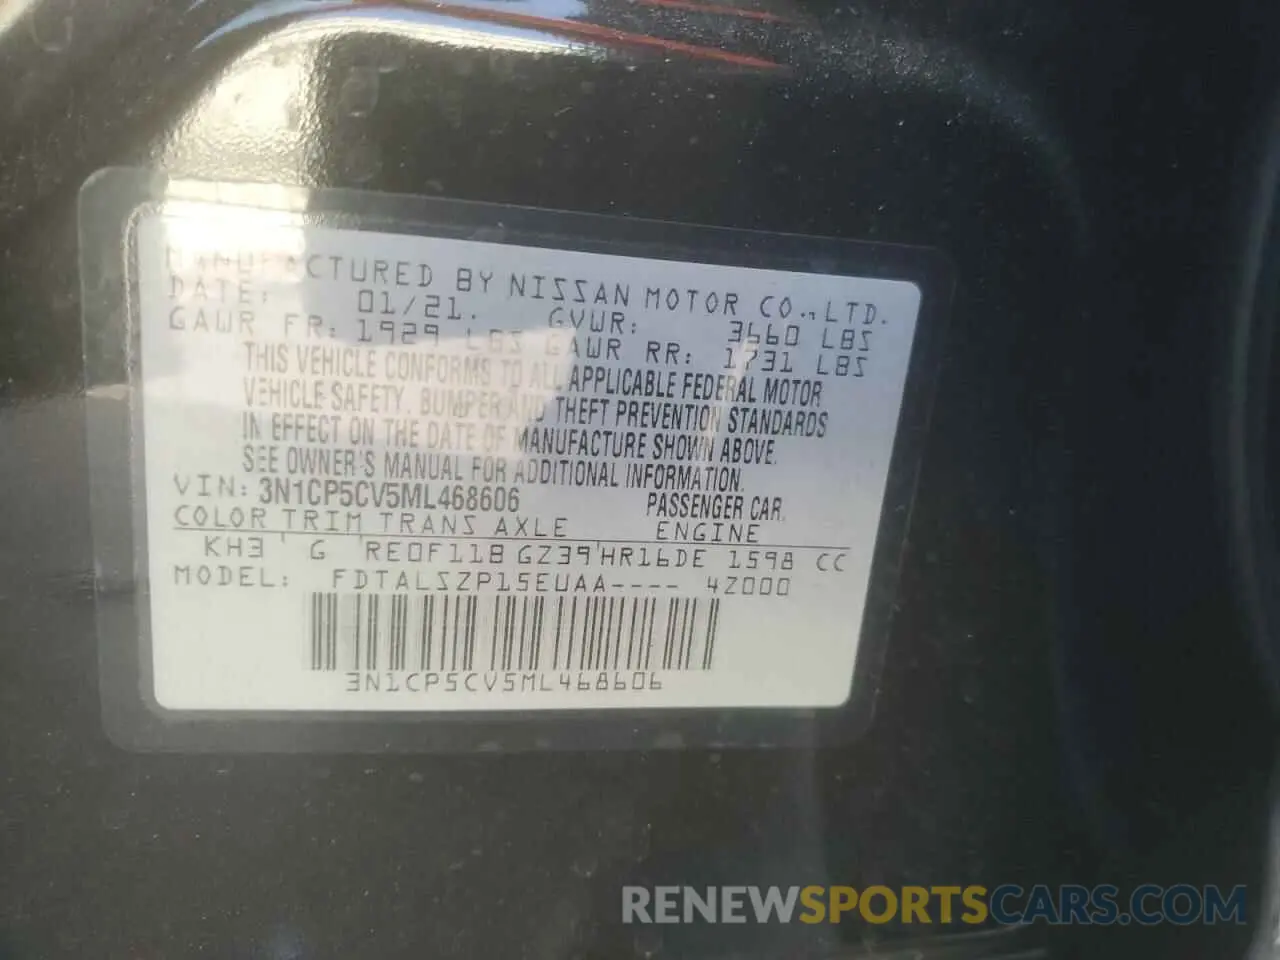 MANUFACTURED BY NISSAN MOTOR CO., LTD.
DATE: 01/21. GVWR: 3660 LBS
GAWR FR: 1929 LBS GAWR RR: 1731 LBS
THIS VEHICLE CONFORMS TO ALL APPLICABLE FEDERAL MOTOR
VEHICLE SAFETY, BUMPER AND THEFT PREVENTION STANDARDS
IN EFFECT ON THE DATE OF MANUFACTURE SHOWN ABOVE.
SEE OWNER'S MANUAL FOR ADDITIONAL INFORMATION.
VIN: 3N1CP5CV5ML468606 PASSENGER CAR.
COLOR TRIM TRANS AXLE ENGINE
KH3 G RE0F11B GZ39 HR16DE 1598 CC
MODEL: FDTALSZP15EUAA---- 4Z000
3N1CP5CV5ML468606
RENEWSPORTSCARS.COM